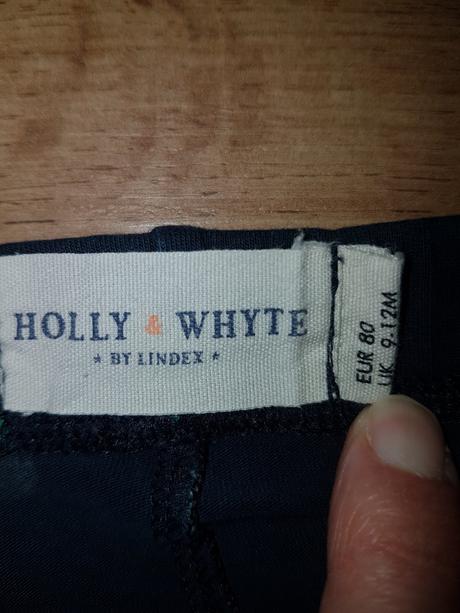 HOLLY & WHYTE
* BY LINDEX *
EUR 80
UK 9-12M